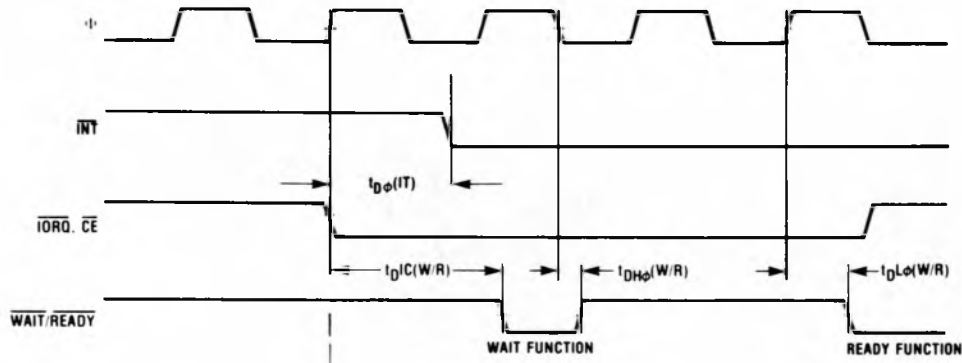 Φ
INT
tDφ(IT)
IORQ. CE
tDIC(W/R)
tDHφ(W/R)
tDLφ(W/R)
WAIT/READY
WAIT FUNCTION
READY FUNCTION